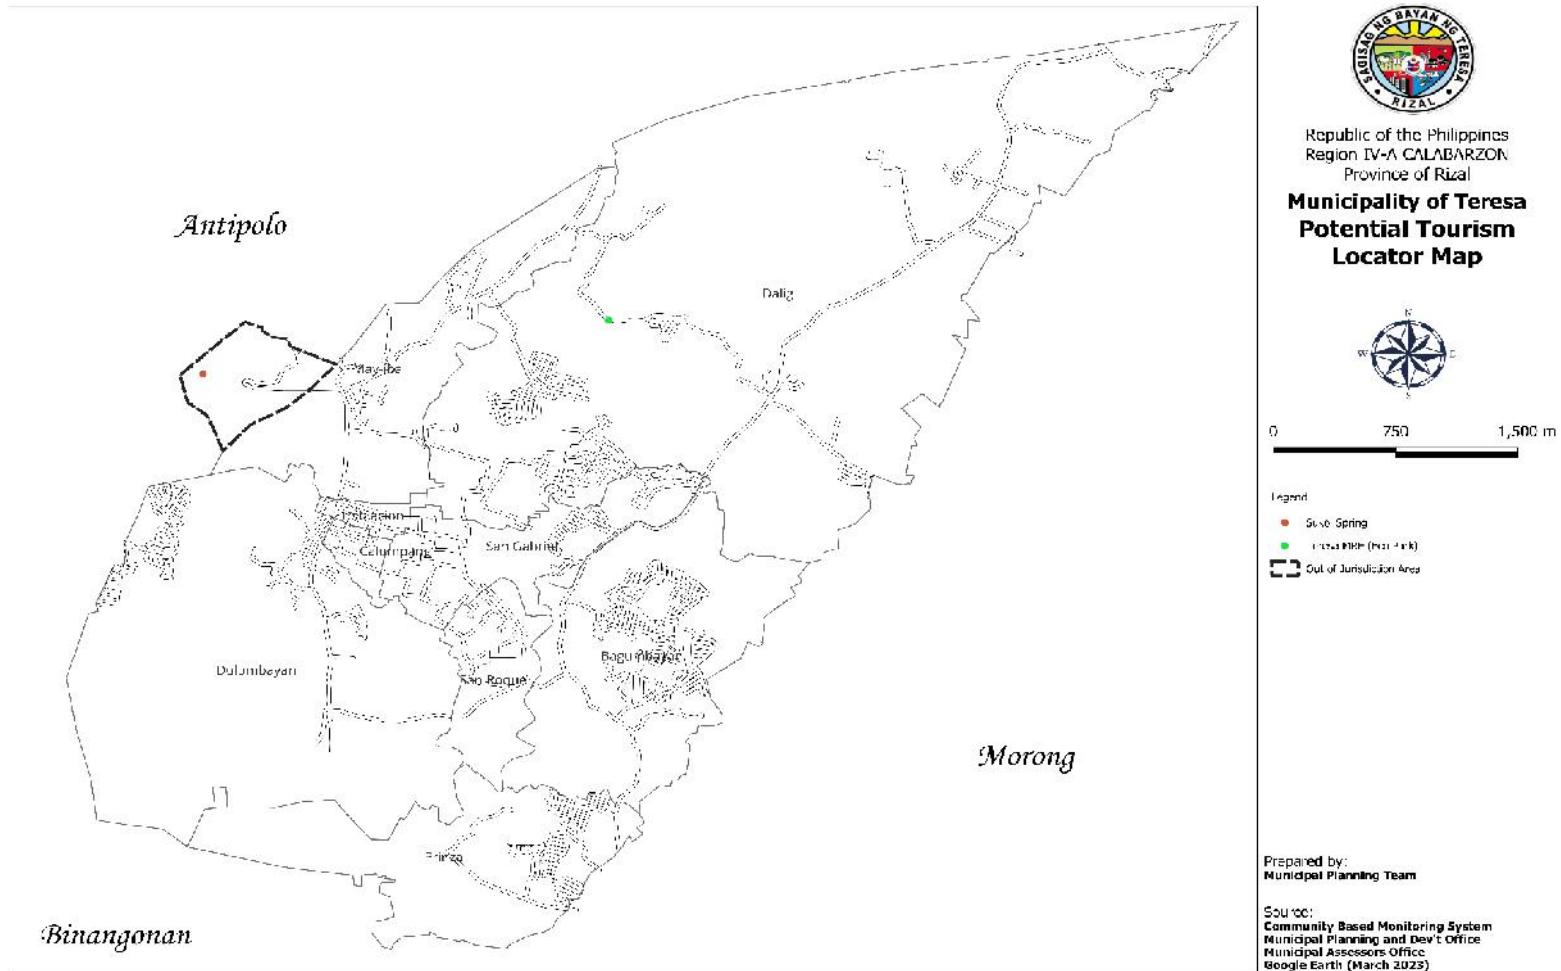 SAGISAG NG BAYAN NG TERESA
RIZAL
Republic of the Philippines
Region IV-A CALABARZON
Province of Rizal
Municipality of Teresa
Potential Tourism
Locator Map
N
W E
S
0 750 1,500 m
Legend
Spring
Out of Jurisdiction Area
Antipolo
Dalig
May-Iba
Calumpang
San Gabriel
Dulumbayan
San Roque
Bagumbayan
Morong
Prinza
Binangonan
Prepared by:
Municipal Planning Team
Source:
Community Based Monitoring System
Municipal Planning and Dev't Office
Municipal Assessors Office
Google Earth (March 2023)